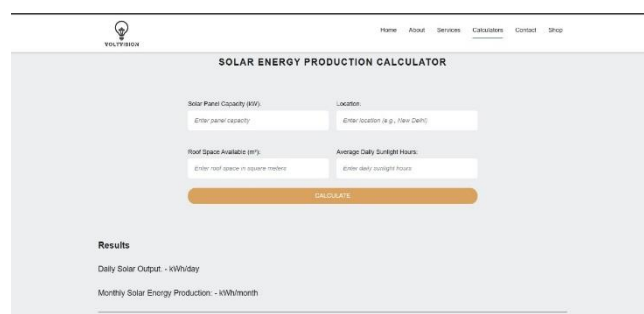 VOLTVISION
Home About Services Calculators Contact Shop
SOLAR ENERGY PRODUCTION CALCULATOR
Solar Panel Capacity (kW): Location:
Enter panel capacity Enter location (e.g., New Delhi)
Roof Space Available (m²): Average Daily Sunlight Hours:
Enter roof space in square meters Enter daily sunlight hours
CALCULATE
Results
Daily Solar Output: - kWh/day
Monthly Solar Energy Production: - kWh/month